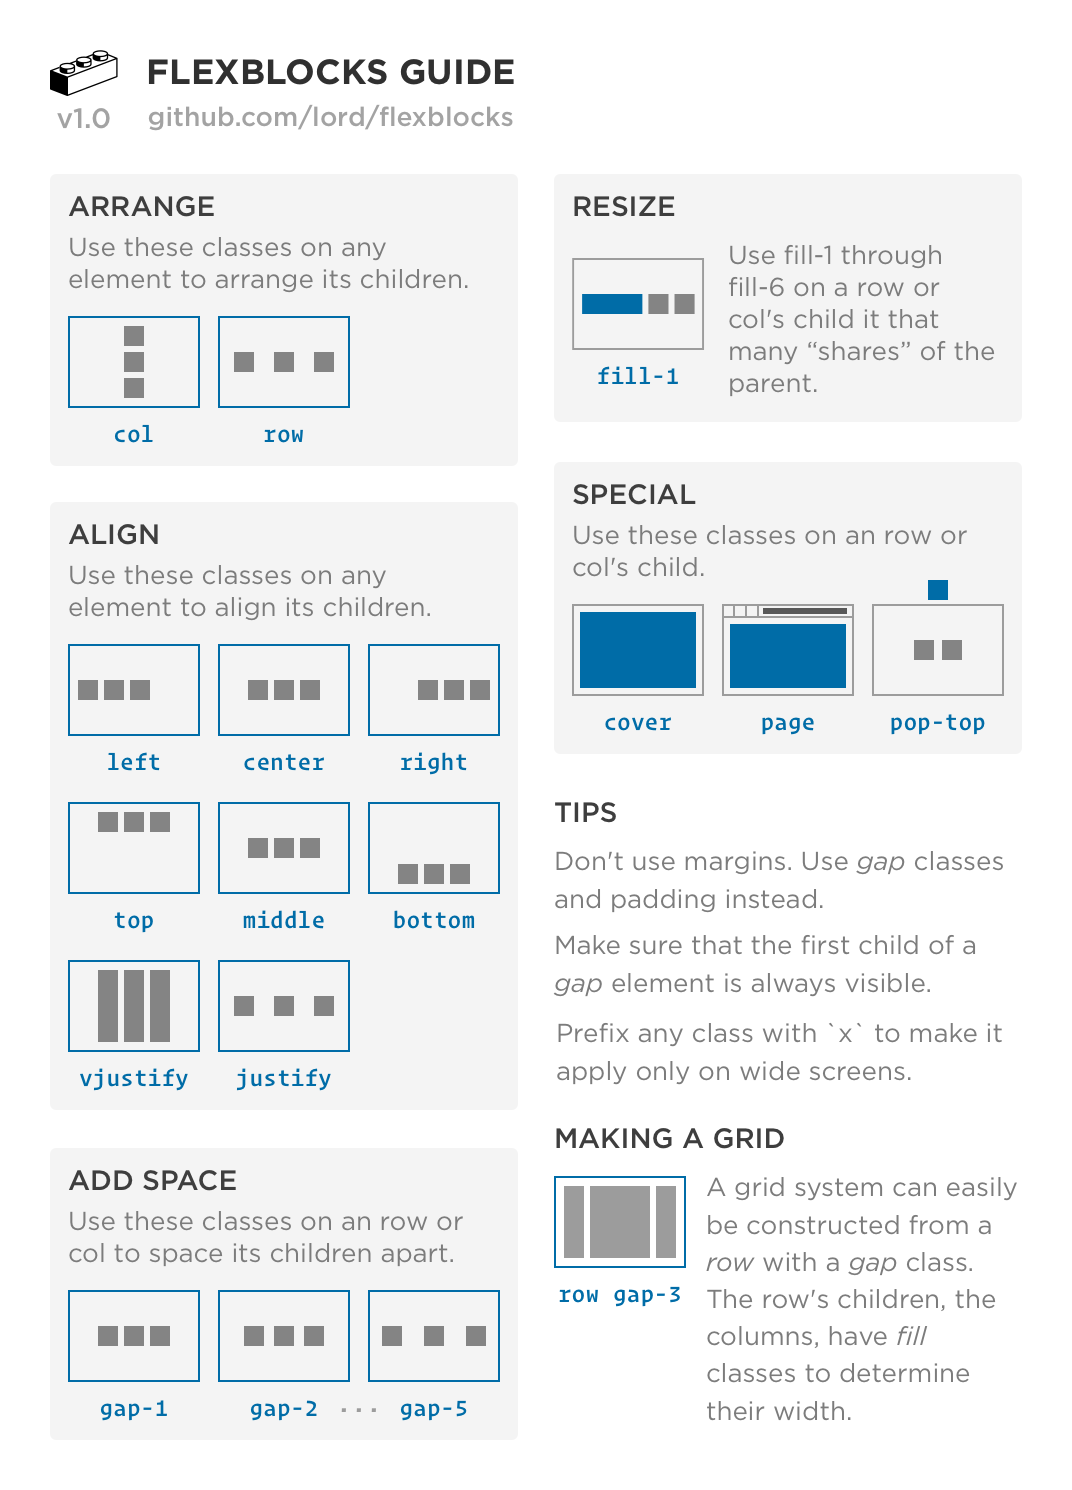 FLEXBLOCKS GUIDE
v1.0 github.com/lord/flexblocks
ARRANGE
Use these classes on any
element to arrange its children.
col row
ALIGN
Use these classes on any
element to align its children.
left center right
top middle bottom
vjustify justify
ADD SPACE
Use these classes on an row or
col to space its children apart.
gap-1 gap-2 ... gap-5
RESIZE
Use fill-1 through
fill-6 on a row or
col's child it that
many “shares” of the
parent.
fill-1
SPECIAL
Use these classes on an row or
col's child.
cover page pop-top
TIPS
Don't use margins. Use gap classes
and padding instead.
Make sure that the first child of a
gap element is always visible.
Prefix any class with `x` to make it
apply only on wide screens.
MAKING A GRID
row gap-3
A grid system can easily
be constructed from a
row with a gap class.
The row's children, the
columns, have fill
classes to determine
their width.